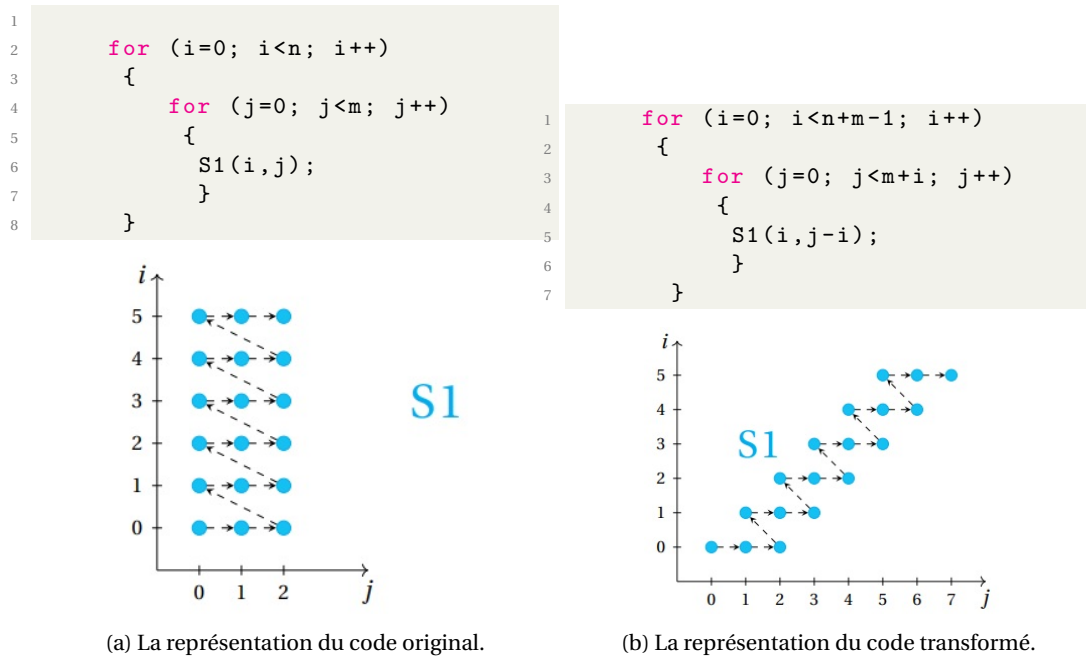 1
2 for (i=0; i<n; i++)
3 {
4 for (j=0; j<m; j++)
5 {
6 S1(i,j);
7 }
8 }
i
5
4
3
2
1
0
0 1 2 j
S1
(a) La représentation du code original.
1 for (i=0; i<n+m-1; i++)
2 {
3 for (j=0; j<m+i; j++)
4 {
5 S1(i,j-i);
6 }
7 }
i
5
4
3
2
1
0
0 1 2 3 4 5 6 7 j
S1
(b) La représentation du code transformé.